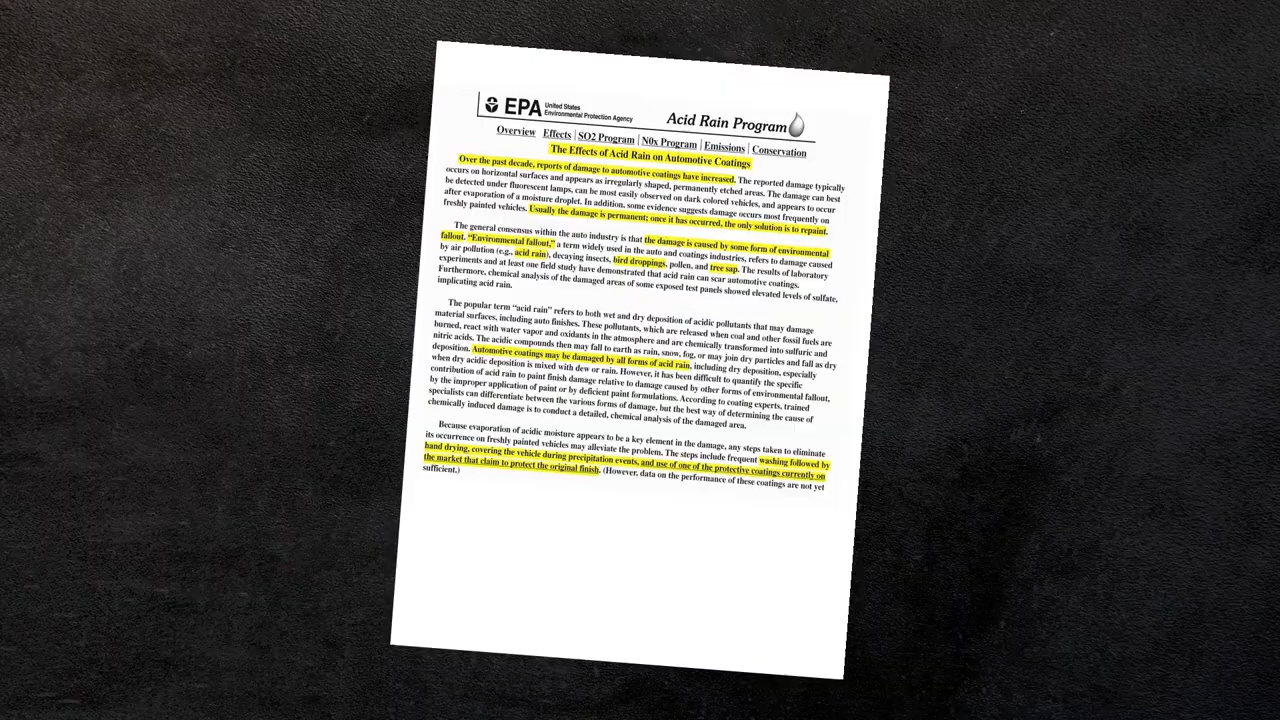 EPA United States
Environmental Protection Agency
Acid Rain Program
Overview Effects | SO2 Program | N0x Program | Emissions | Conservation
The Effects of Acid Rain on Automotive Coatings
Over the past decade, reports of damage to automotive coatings have increased. The reported damage typically
occurs on horizontal surfaces and appears as irregularly shaped, permanently etched areas. The damage can best
be detected under fluorescent lamps, can be most easily observed on dark colored vehicles, and appears to occur
after evaporation of a moisture droplet. In addition, some evidence suggests damage occurs most frequently on
freshly painted vehicles. Usually the damage is permanent; once it has occurred, the only solution is to repaint.
The general consensus within the auto industry is that the damage is caused by some form of environmental
fallout. “Environmental fallout,” a term widely used in the auto and coatings industries, refers to damage caused
by air pollution (e.g., acid rain), decaying insects, bird droppings, pollen, and tree sap. The results of laboratory
experiments and at least one field study have demonstrated that acid rain can scar automotive coatings.
Furthermore, chemical analysis of the damaged areas of some exposed test panels showed elevated levels of sulfate,
implicating acid rain.
The popular term “acid rain” refers to both wet and dry deposition of acidic pollutants that may damage
material surfaces, including auto finishes. These pollutants, which are released when coal and other fossil fuels are
burned, react with water vapor and oxidants in the atmosphere and are chemically transformed into sulfuric and
nitric acids. The acidic compounds then may fall to earth as rain, snow, fog, or may join dry particles and fall as dry
deposition. Automotive coatings may be damaged by all forms of acid rain, including dry deposition, especially
when dry acidic deposition is mixed with dew or rain. However, it has been difficult to quantify the specific
contribution of acid rain to paint finish damage relative to damage caused by other forms of environmental fallout,
by the improper application of paint or by deficient paint formulations. According to coating experts, trained
specialists can differentiate between the various forms of damage, but the best way of determining the cause of
chemically induced damage is to conduct a detailed, chemical analysis of the damaged area.
Because evaporation of acidic moisture appears to be a key element in the damage, any steps taken to eliminate
its occurrence on freshly painted vehicles may alleviate the problem. The steps include frequent washing followed by
hand drying, covering the vehicle during precipitation events, and use of one of the protective coatings currently on
the market that claim to protect the original finish. (However, data on the performance of these coatings are not yet
sufficient.)